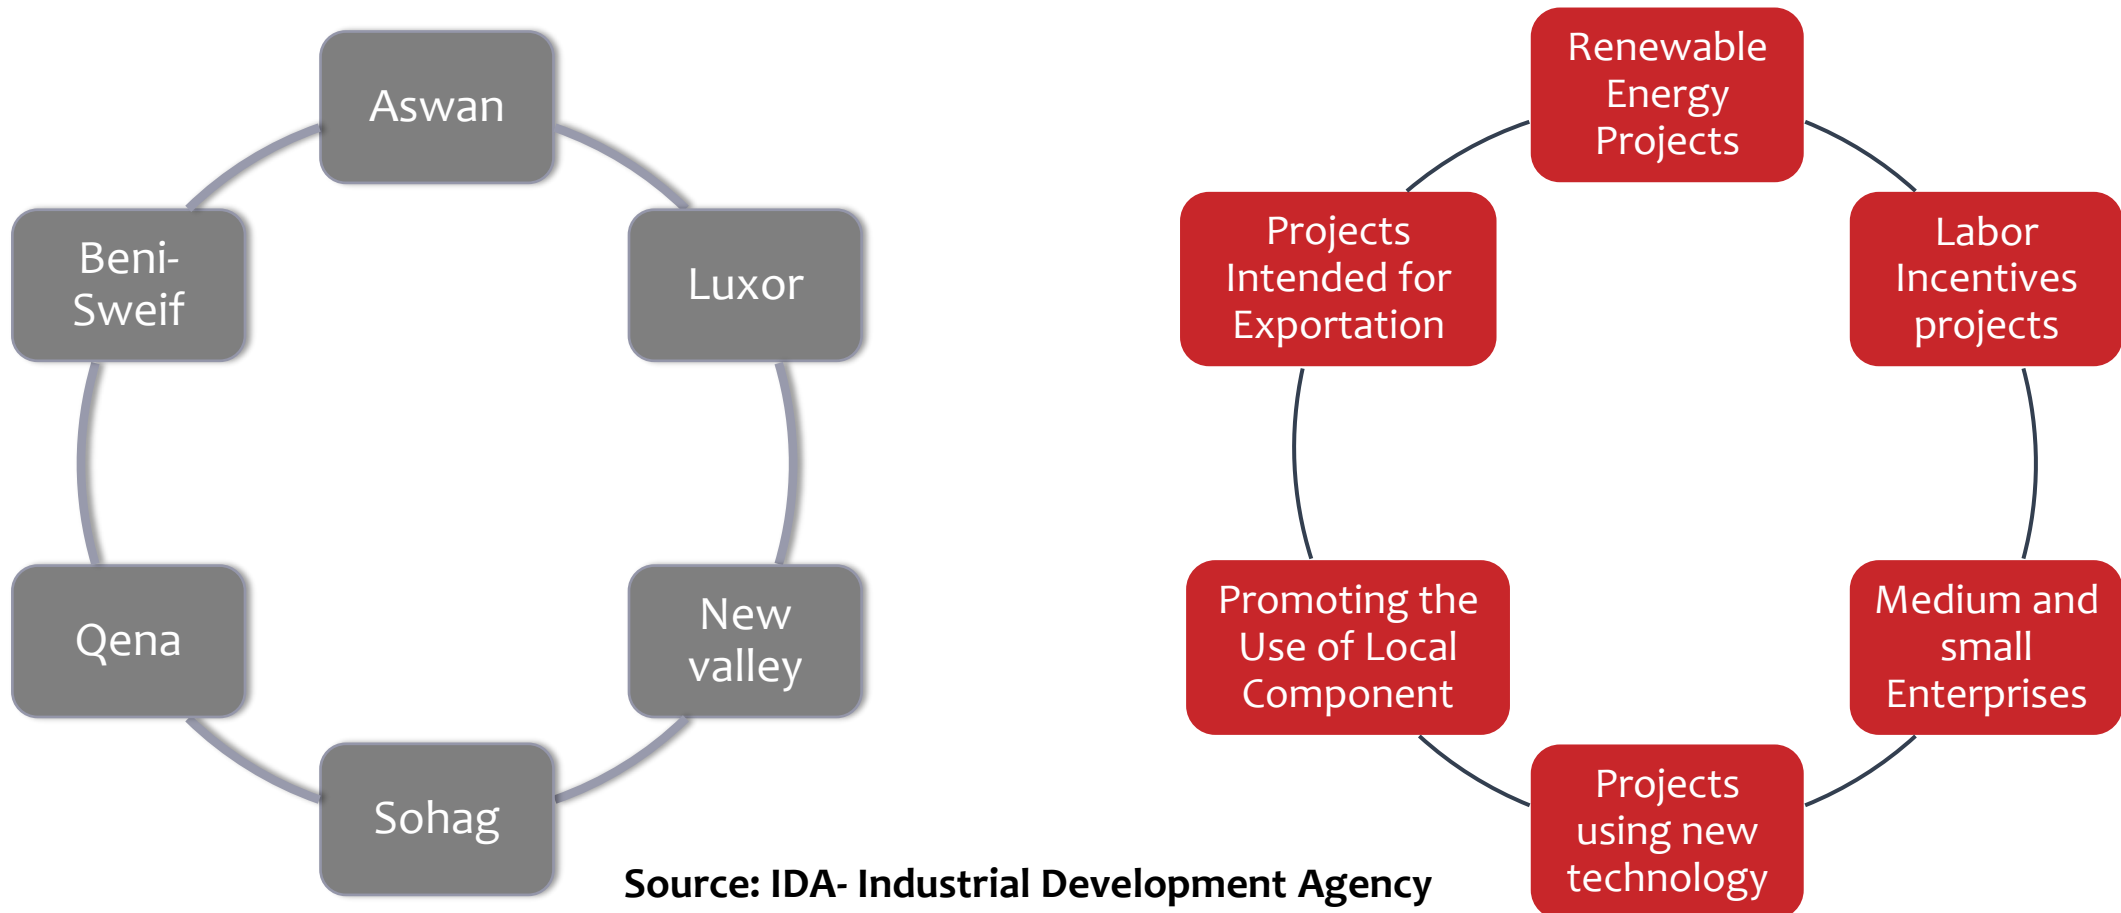 Aswan
Luxor
New
valley
Sohag
Qena
Beni-
Sweif
Renewable
Energy
Projects
Labor
Incentives
projects
Medium and
small
Enterprises
Projects
using new
technology
Promoting the
Use of Local
Component
Projects
Intended for
Exportation
Source: IDA- Industrial Development Agency